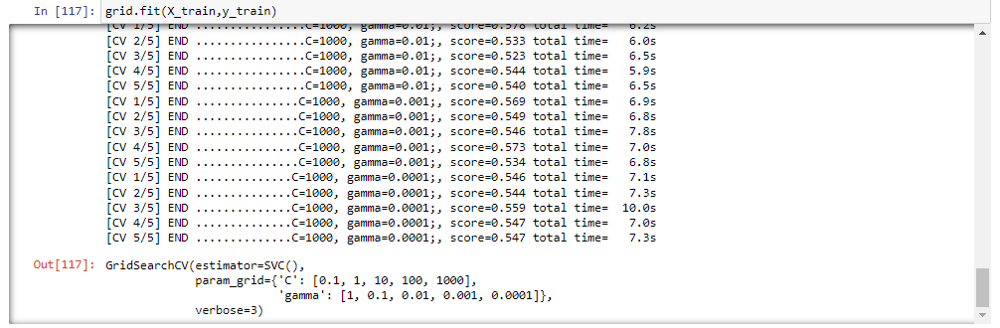 In [117]: grid.fit(X_train,y_train)
[CV 1/5] END ................C=1000, gamma=0.01;, score=0.578 total time=   6.2s
[CV 2/5] END ................C=1000, gamma=0.01;, score=0.533 total time=   6.0s
[CV 3/5] END ................C=1000, gamma=0.01;, score=0.523 total time=   6.5s
[CV 4/5] END ................C=1000, gamma=0.01;, score=0.544 total time=   5.9s
[CV 5/5] END ................C=1000, gamma=0.01;, score=0.540 total time=   6.5s
[CV 1/5] END ...............C=1000, gamma=0.001;, score=0.569 total time=   6.9s
[CV 2/5] END ...............C=1000, gamma=0.001;, score=0.549 total time=   6.8s
[CV 3/5] END ...............C=1000, gamma=0.001;, score=0.546 total time=   7.8s
[CV 4/5] END ...............C=1000, gamma=0.001;, score=0.573 total time=   7.0s
[CV 5/5] END ...............C=1000, gamma=0.001;, score=0.534 total time=   6.8s
[CV 1/5] END ..............C=1000, gamma=0.0001;, score=0.546 total time=   7.1s
[CV 2/5] END ..............C=1000, gamma=0.0001;, score=0.544 total time=   7.3s
[CV 3/5] END ..............C=1000, gamma=0.0001;, score=0.559 total time=  10.0s
[CV 4/5] END ..............C=1000, gamma=0.0001;, score=0.547 total time=   7.0s
[CV 5/5] END ..............C=1000, gamma=0.0001;, score=0.547 total time=   7.3s
Out[117]: GridSearchCV(estimator=SVC(),
             param_grid={'C': [0.1, 1, 10, 100, 1000],
                         'gamma': [1, 0.1, 0.01, 0.001, 0.0001]},
             verbose=3)